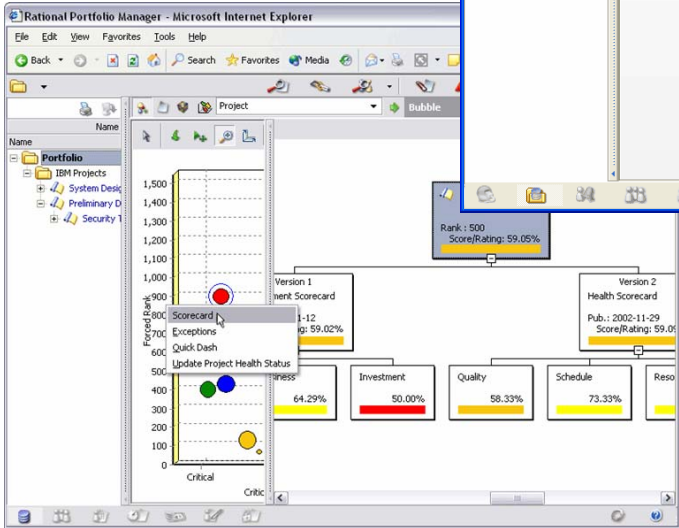 Rational Portfolio Manager - Microsoft Internet Explorer
File Edit View Favorites Tools Help
Back Search Favorites Media
Project Bubble
Name
Name
Portfolio
IBM Projects
System Desig
Preliminary D
Security T
Forced Rank
1,500
1,400
1,300
1,200
1,100
1,000
900
800
700
600
500
400
300
200
100
0
Critical
Critic
Scorecard
Exceptions
Quick Dash
Update Project Health Status
Rank : 500
Score/Rating: 59.05%
Version 1
ment Scorecard
1-12
g: 59.02%
Version 2
Health Scorecard
Pub.: 2002-11-29
Score/Rating: 59.09
iness
64.29%
Investment
50.00%
Quality
58.33%
Schedule
73.33%
Reso